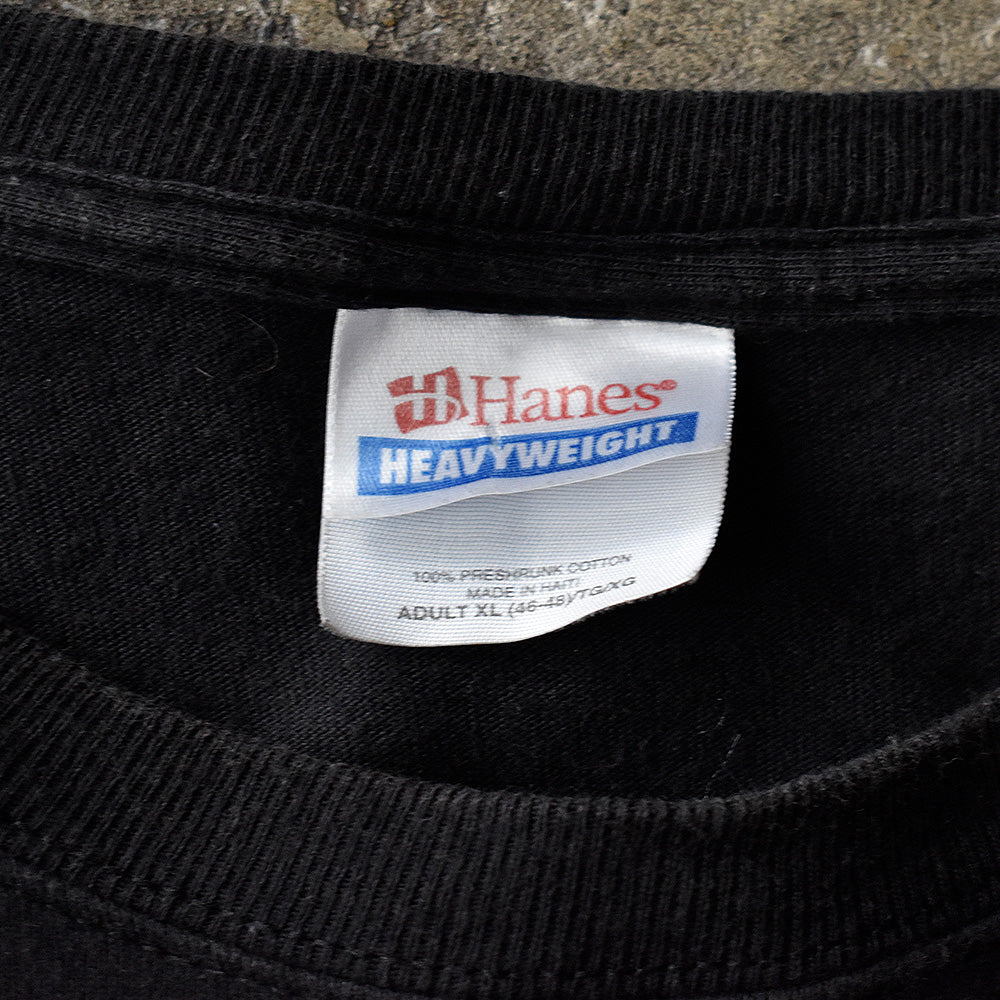 H Hanes®
HEAVYWEIGHT
100% PRESHRUNK COTTON
MADE IN HAITI
ADULT XL (46-48)/TG/XG